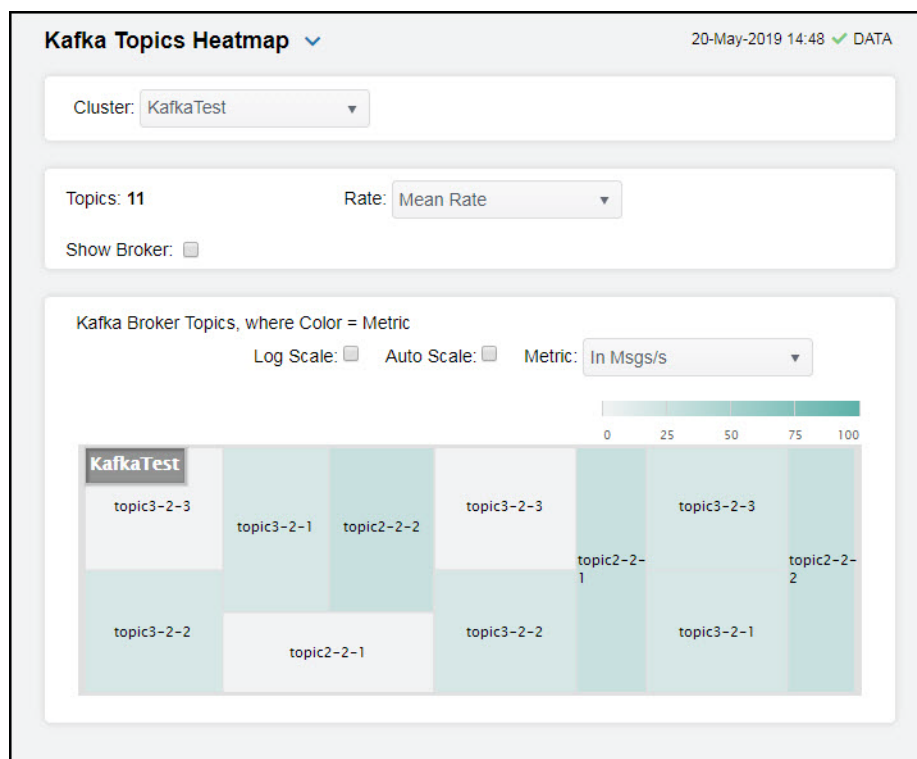 Kafka Topics Heatmap
20-May-2019 14:48 DATA
Cluster: KafkaTest
Topics: 11
Rate: Mean Rate
Show Broker:
Kafka Broker Topics, where Color = Metric
Log Scale: Auto Scale: Metric: In Msgs/s
0 25 50 75 100
KafkaTest
topic3-2-3
topic3-2-1
topic2-2-2
topic3-2-3
topic2-2-
1
topic3-2-3
topic2-2-
2
topic3-2-2
topic2-2-1
topic3-2-2
topic3-2-1